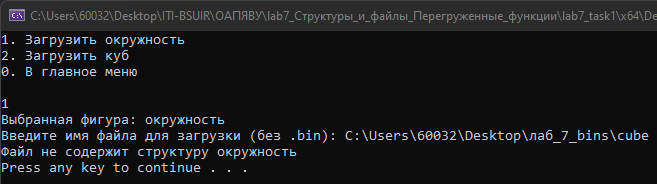 C:\Users\60032\Desktop\ITI-BSUIR\ОАПЯВУ\lab7_Структуры_и_файлы_Перегруженные_функции\lab7_task1\x64\De
1. Загрузить окружность
2. Загрузить куб
0. В главное меню
1
Выбранная фигура: окружность
Введите имя файла для загрузки (без .bin): C:\Users\60032\Desktop\лаб_7_bins\cube
Файл не содержит структуру окружность
Press any key to continue . . .